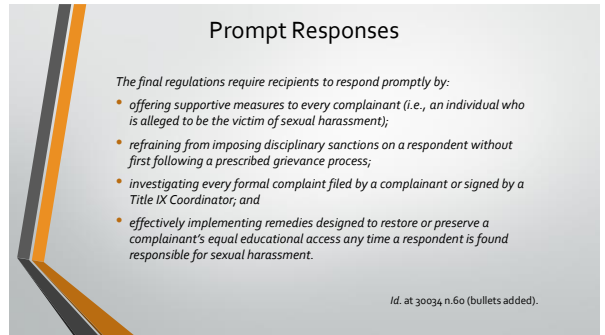 Prompt Responses
The final regulations require recipients to respond promptly by:
• offering supportive measures to every complainant (i.e., an individual who
is alleged to be the victim of sexual harassment);
• refraining from imposing disciplinary sanctions on a respondent without
first following a prescribed grievance process;
• investigating every formal complaint filed by a complainant or signed by a
Title IX Coordinator; and
• effectively implementing remedies designed to restore or preserve a
complainant's equal educational access any time a respondent is found
responsible for sexual harassment.
Id. at 30034 n.60 (bullets added).